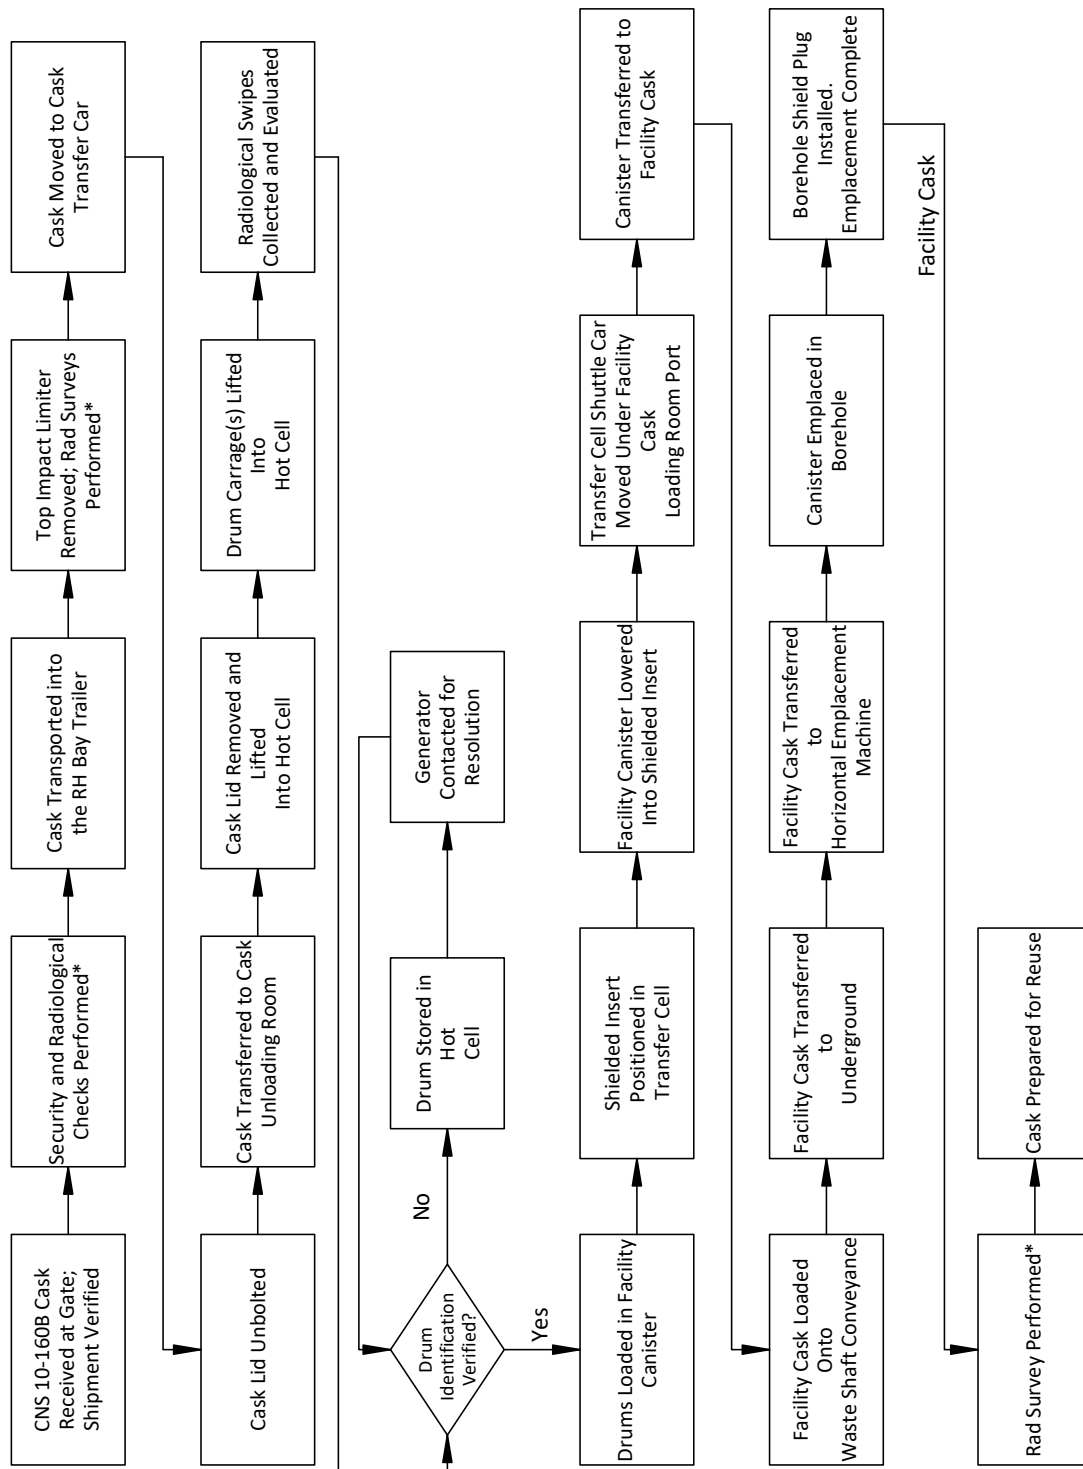 CNS 10-160B Cask
Received at Gate;
Shipment Verified
Security and Radiological
Checks Performed*
Cask Transported into
the RH Bay Trailer
Top Impact Limiter
Removed; Rad Surveys
Performed*
Cask Moved to Cask
Transfer Car
Cask Lid Unbolted
Cask Transferred to Cask
Unloading Room
Cask Lid Removed and
Lifted
Into Hot Cell
Drum Carrage(s) Lifted
Into
Hot Cell
Radiological Swipes
Collected and Evaluated
Drum
Identification
Verified?
No
Drum Stored in
Hot
Cell
Generator
Contacted for
Resolution
Yes
Drums Loaded in Facility
Canister
Shielded Insert
Positioned in
Transfer Cell
Facility Canister Lowered
Into Shielded Insert
Transfer Cell Shuttle Car
Moved Under Facility
Cask
Loading Room Port
Canister Transferred to
Facility Cask
Facility Cask Loaded
Onto
Waste Shaft Conveyance
Facility Cask Transferred
to
Underground
Facility Cask Transferred
to
Horizontal Emplacement
Machine
Canister Emplaced in
Borehole
Borehole Shield Plug
Installed.
Emplacement Complete
Facility Cask
Rad Survey Performed*
Cask Prepared for Reuse